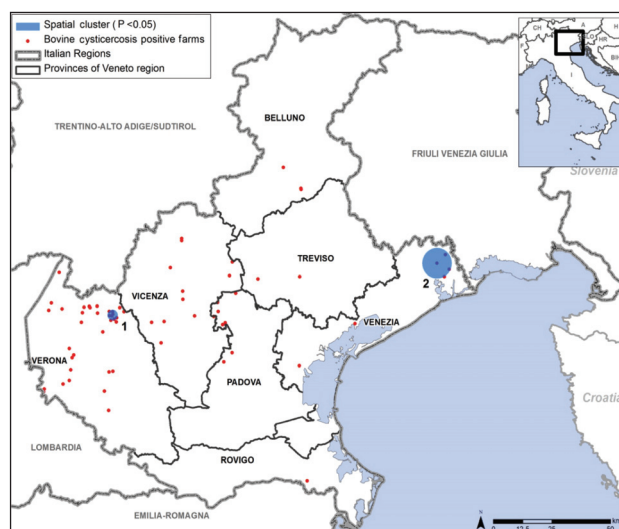 Spatial cluster ( P <0.05)
Bovine cysticercosis positive farms
Italian Regions
Provinces of Veneto region
CH
A
H
HR
F
I
BELLUNO
TRENTINO-ALTO ADIGE/SUDTIROL
FRIULI VENEZIA GIULIA
Slovenia
TREVISO
VICENZA
2
1
VENEZIA
VERONA
PADOVA
Croatia
LOMBARDIA
ROVIGO
EMILIA-ROMAGNA
N
km
0 12,5 25 50